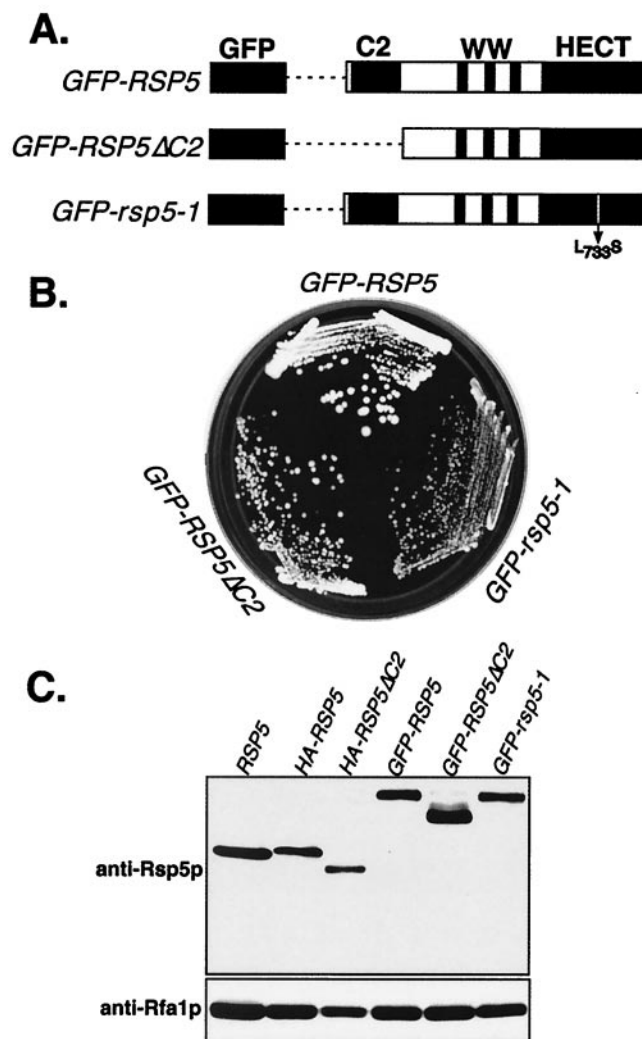 A.
GFP C2 WW HECT
GFP-RSP5
GFP-RSP5ΔC2
GFP-rsp5-1
L733S
B.
GFP-RSP5
GFP-RSP5ΔC2
GFP-rsp5-1
C.
RSP5
HA-RSP5
HA-RSP5ΔC2
GFP-RSP5
GFP-RSP5ΔC2
GFP-rsp5-1
anti-Rsp5p
anti-Rfa1p